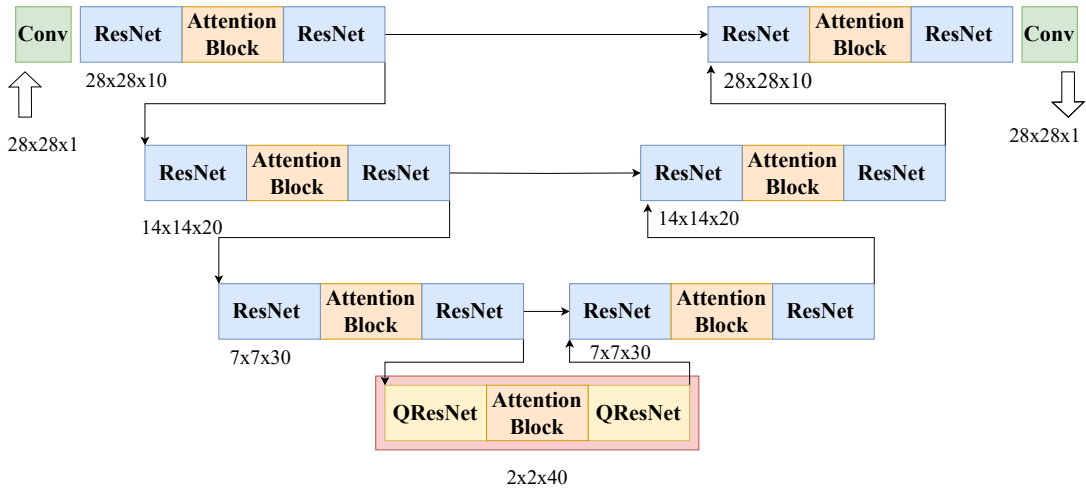 Conv
ResNet
Attention
Block
ResNet
ResNet
Attention
Block
ResNet
Conv
28x28x10
28x28x10
28x28x1
28x28x1
ResNet
Attention
Block
ResNet
ResNet
Attention
Block
ResNet
14x14x20
14x14x20
ResNet
Attention
Block
ResNet
ResNet
Attention
Block
ResNet
7x7x30
7x7x30
QResNet
Attention
Block
QResNet
2x2x40